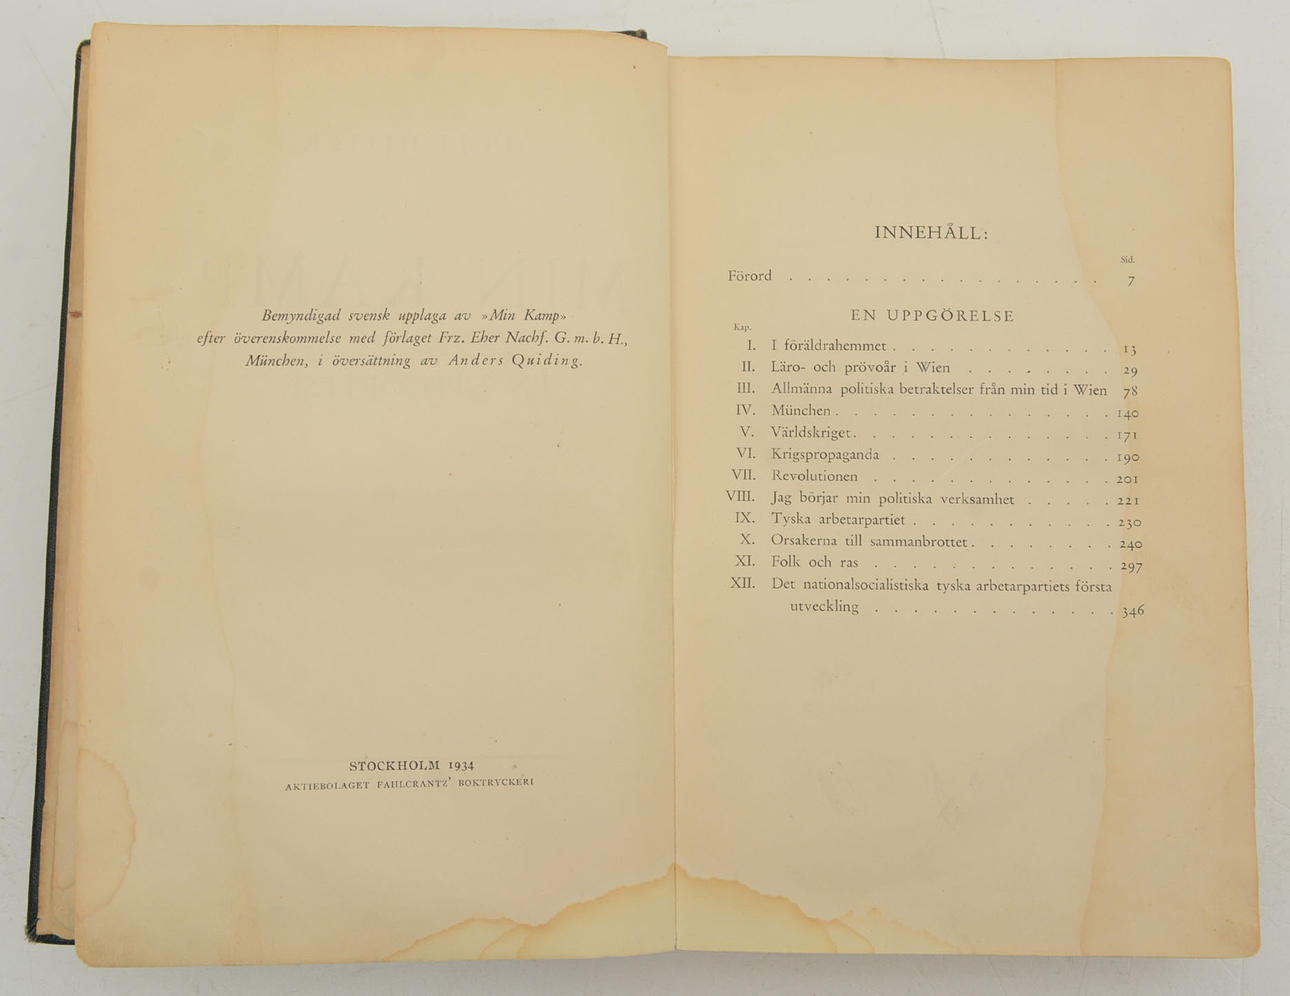 Bemyndigad svensk upplaga av »Min Kamp»
efter överenskommelse med förlaget Frz. Eher Nachf. G. m. b. H.,
München, i översättning av Anders Quiding.
STOCKHOLM 1934
AKTIEBOLAGET FAHLCRANTZ' BOKTRYCKERI
INNEHÅLL:
Sid.
Förord . . . . . . . . . . . . . . . . . 7
EN UPPGÖRELSE
Kap.
I. I föräldrahemmet . . . . . . . . . . . . 13
II. Läro- och prövoår i Wien . . . . . . . . 29
III. Allmänna politiska betraktelser från min tid i Wien 78
IV. München . . . . . . . . . . . . . . . 140
V. Världskriget . . . . . . . . . . . . . . 171
VI. Krigspropaganda . . . . . . . . . . . . 190
VII. Revolutionen . . . . . . . . . . . . . 201
VIII. Jag börjar min politiska verksamhet . . . . . 221
IX. Tyska arbetarpartiet . . . . . . . . . . . 230
X. Orsakerna till sammanbrottet . . . . . . . . 240
XI. Folk och ras . . . . . . . . . . . . . 297
XII. Det nationalsocialistiska tyska arbetarpartiets första
utveckling . . . . . . . . . . . . . 346